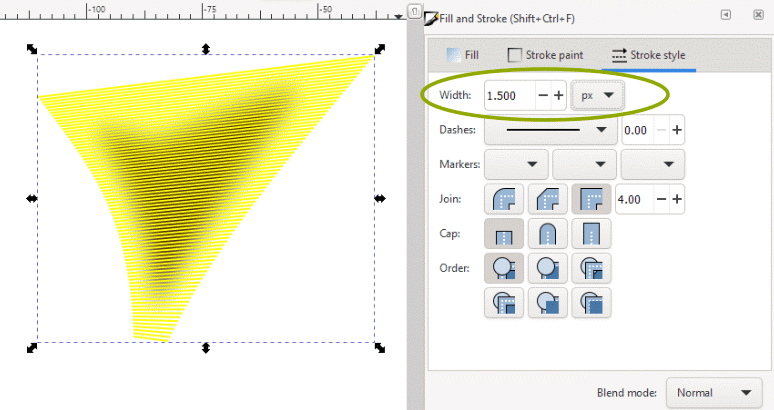 -100 -75 -50
Fill and Stroke (Shift+Ctrl+F)
Fill Stroke paint Stroke style
Width: 1.500 − + px
Dashes: 0.00 − +
Markers:
Join: 4.00 − +
Cap:
Order:
Blend mode: Normal